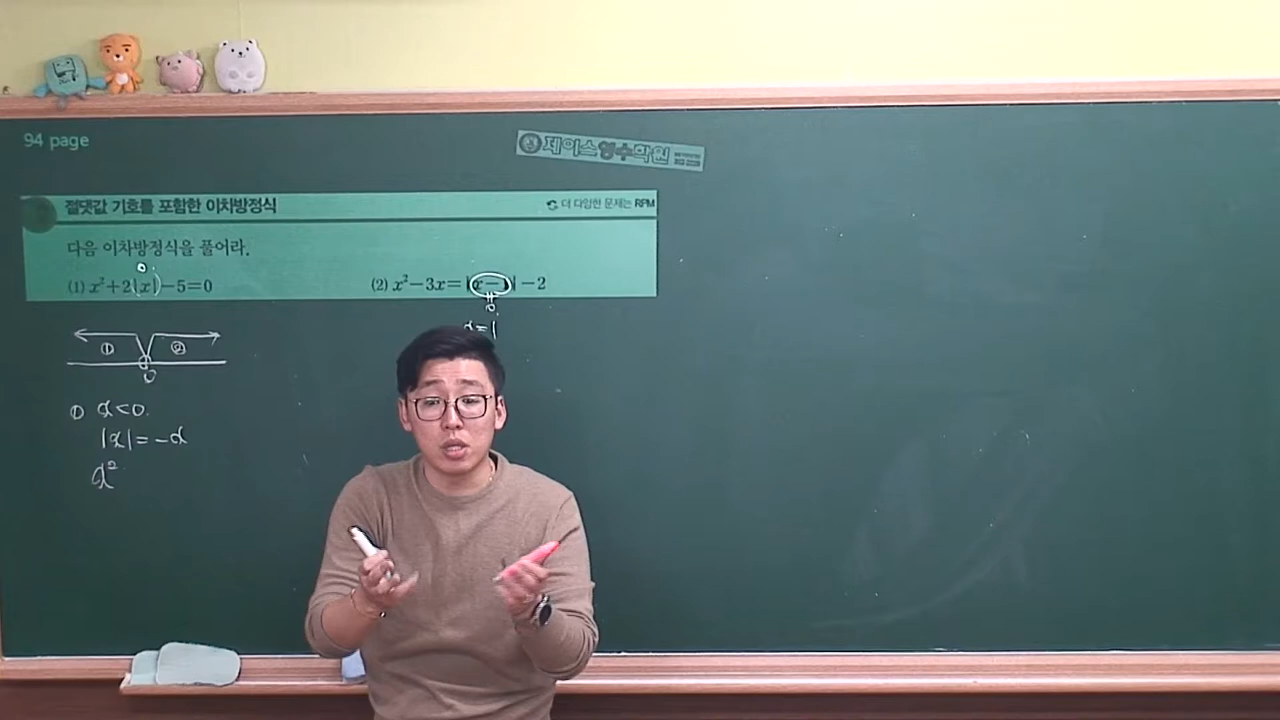 94 page
제이스영수학원
절댓값 기호를 포함한 이차방정식
더 다양한 문제는 RPM
다음 이차방정식을 풀어라.
(1) x²+2|x|-5=0
(2) x²-3x=|x-1|-2
0
0
x=1
① ②
0
① x<0.
|x|=-x
x²